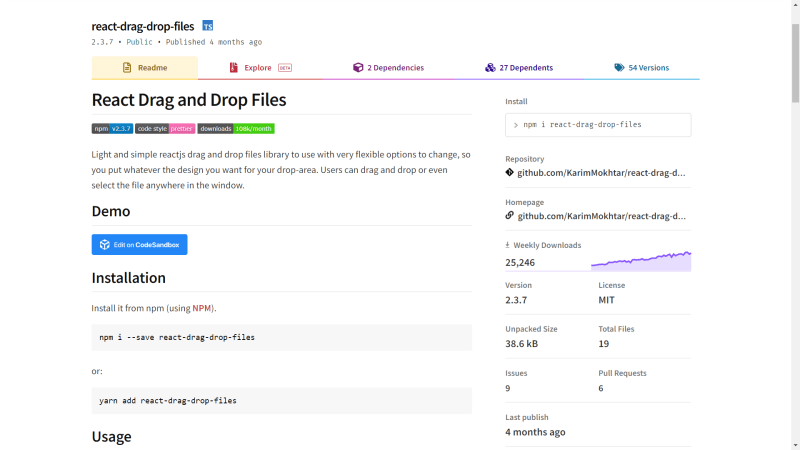 react-drag-drop-files TS
2.3.7 • Public • Published 4 months ago
Readme
Explore BETA
2 Dependencies
27 Dependents
54 Versions
React Drag and Drop Files
npm v2.3.7 code style prettier downloads 108k/month
Light and simple reactjs drag and drop files library to use with very flexible options to change, so
you put whatever the design you want for your drop-area. Users can drag and drop or even
select the file anywhere in the window.
Demo
Edit on CodeSandbox
Installation
Install it from npm (using NPM).
npm i --save react-drag-drop-files
or:
yarn add react-drag-drop-files
Usage
Install
> npm i react-drag-drop-files
Repository
github.com/KarimMokhtar/react-drag-d...
Homepage
github.com/KarimMokhtar/react-drag-d...
Weekly Downloads
25,246
Version
2.3.7
License
MIT
Unpacked Size
38.6 kB
Total Files
19
Issues
9
Pull Requests
6
Last publish
4 months ago